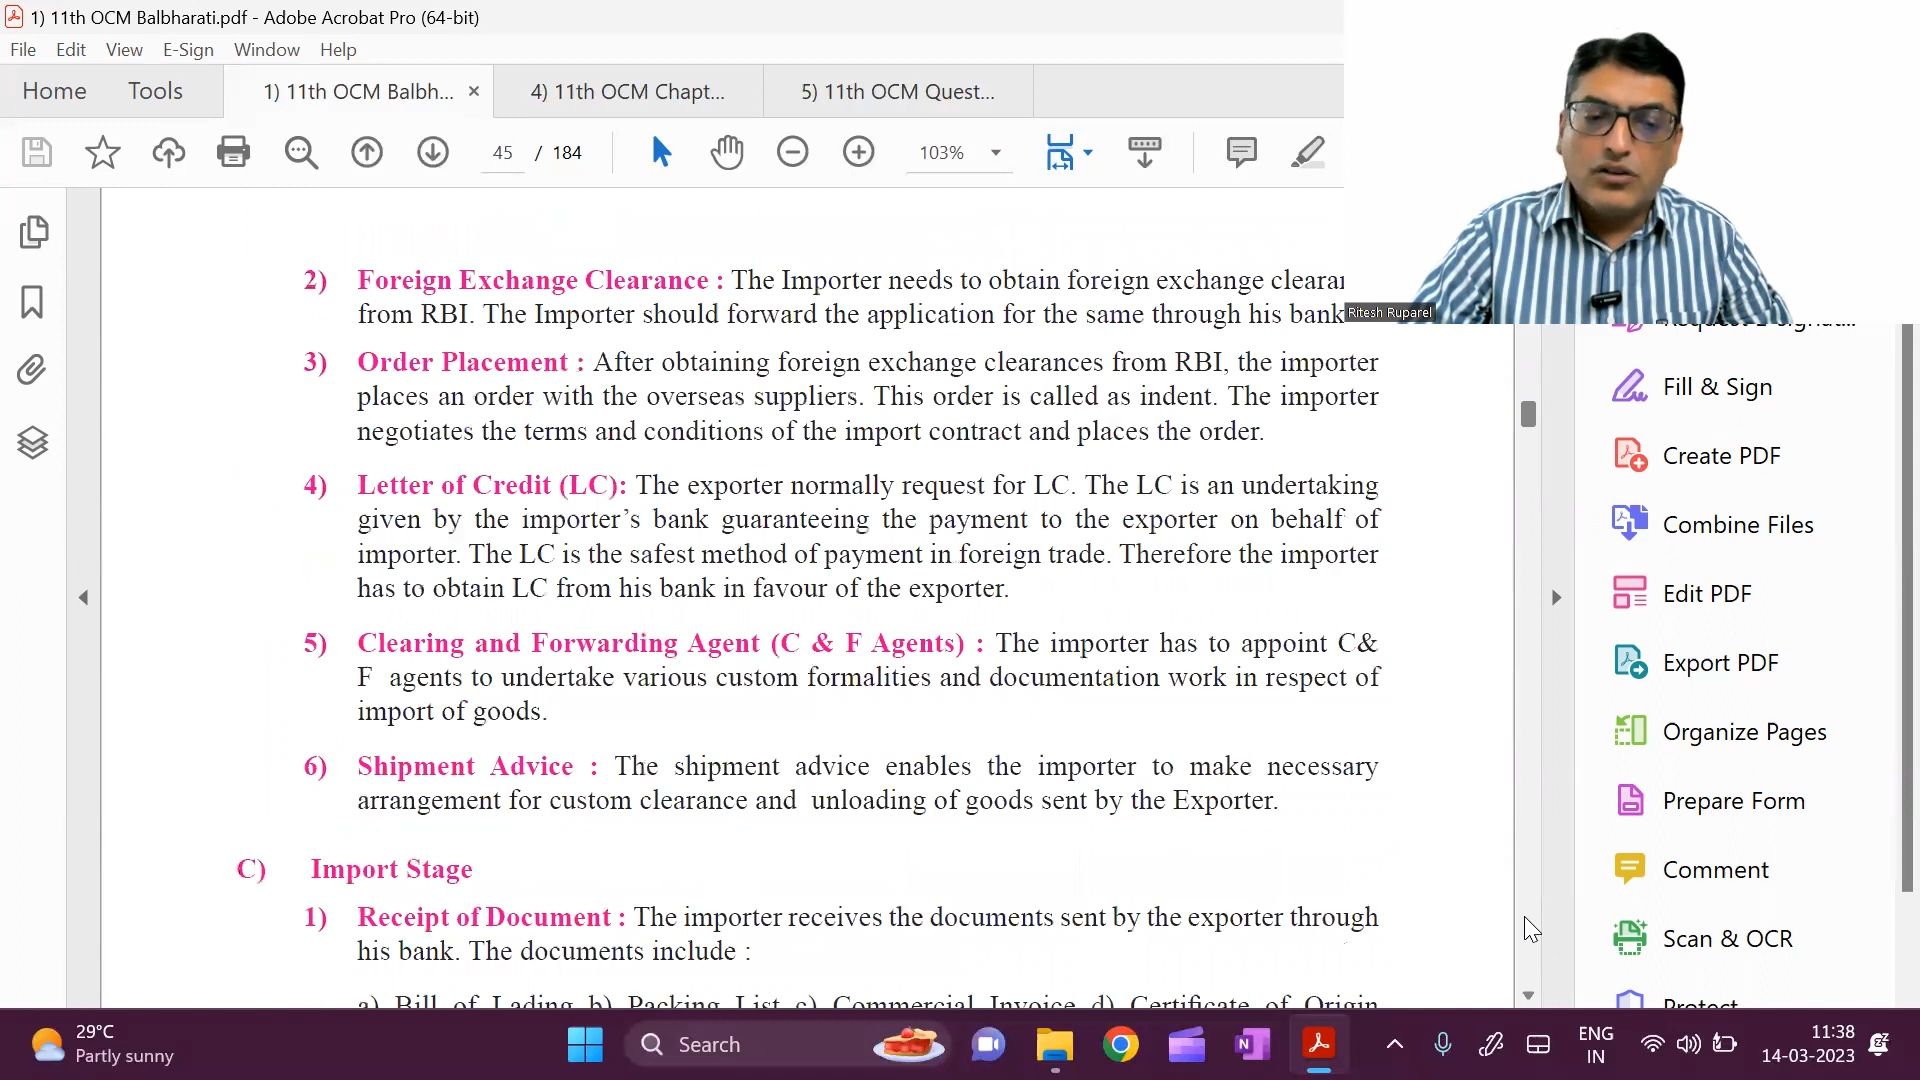 1) 11th OCM Balbharati.pdf - Adobe Acrobat Pro (64-bit)
File Edit View E-Sign Window Help
Home Tools 1) 11th OCM Balbh... × 4) 11th OCM Chapt... 5) 11th OCM Quest...
45 / 184 103%
2) Foreign Exchange Clearance : The Importer needs to obtain foreign exchange
from RBI. The Importer should forward the application for the same through his bank
Ritesh Ruparel
3) Order Placement : After obtaining foreign exchange clearances from RBI, the importer
places an order with the overseas suppliers. This order is called as indent. The importer
negotiates the terms and conditions of the import contract and places the order.
4) Letter of Credit (LC): The exporter normally request for LC. The LC is an undertaking
given by the importer’s bank guaranteeing the payment to the exporter on behalf of
importer. The LC is the safest method of payment in foreign trade. Therefore the importer
has to obtain LC from his bank in favour of the exporter.
5) Clearing and Forwarding Agent (C & F Agents) : The importer has to appoint C&
F agents to undertake various custom formalities and documentation work in respect of
import of goods.
6) Shipment Advice : The shipment advice enables the importer to make necessary
arrangement for custom clearance and unloading of goods sent by the Exporter.
C) Import Stage
1) Receipt of Document : The importer receives the documents sent by the exporter through
his bank. The documents include :
a) Bill of Lading b) Packing List c) Commercial Invoice d) Certificate of Origin
Fill & Sign
Create PDF
Combine Files
Edit PDF
Export PDF
Organize Pages
Prepare Form
Comment
Scan & OCR
Protect
29°C
Partly sunny
Search
ENG
IN
11:38
14-03-2023